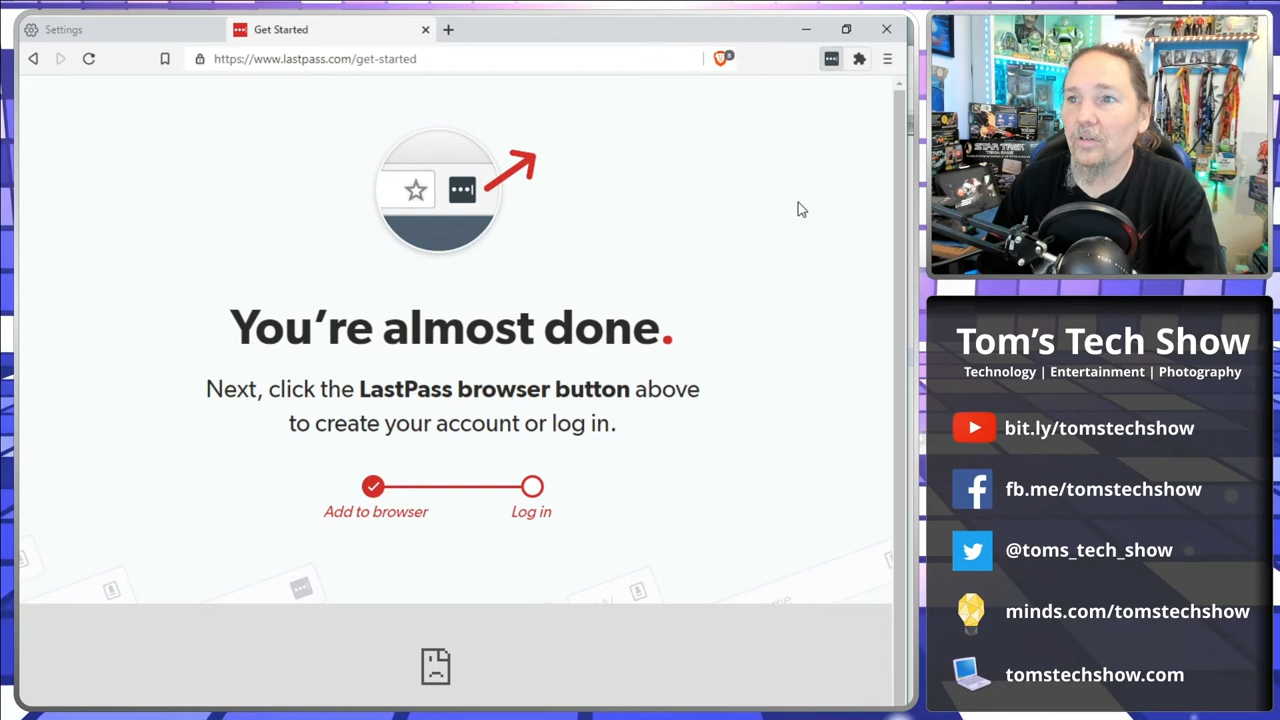 Settings
Get Started
https://www.lastpass.com/get-started
You’re almost done.
Next, click the LastPass browser button above
to create your account or log in.
Add to browser
Log in
STAR TREK
Tom’s Tech Show
Technology | Entertainment | Photography
bit.ly/tomstechshow
fb.me/tomstechshow
@toms_tech_show
minds.com/tomstechshow
tomstechshow.com